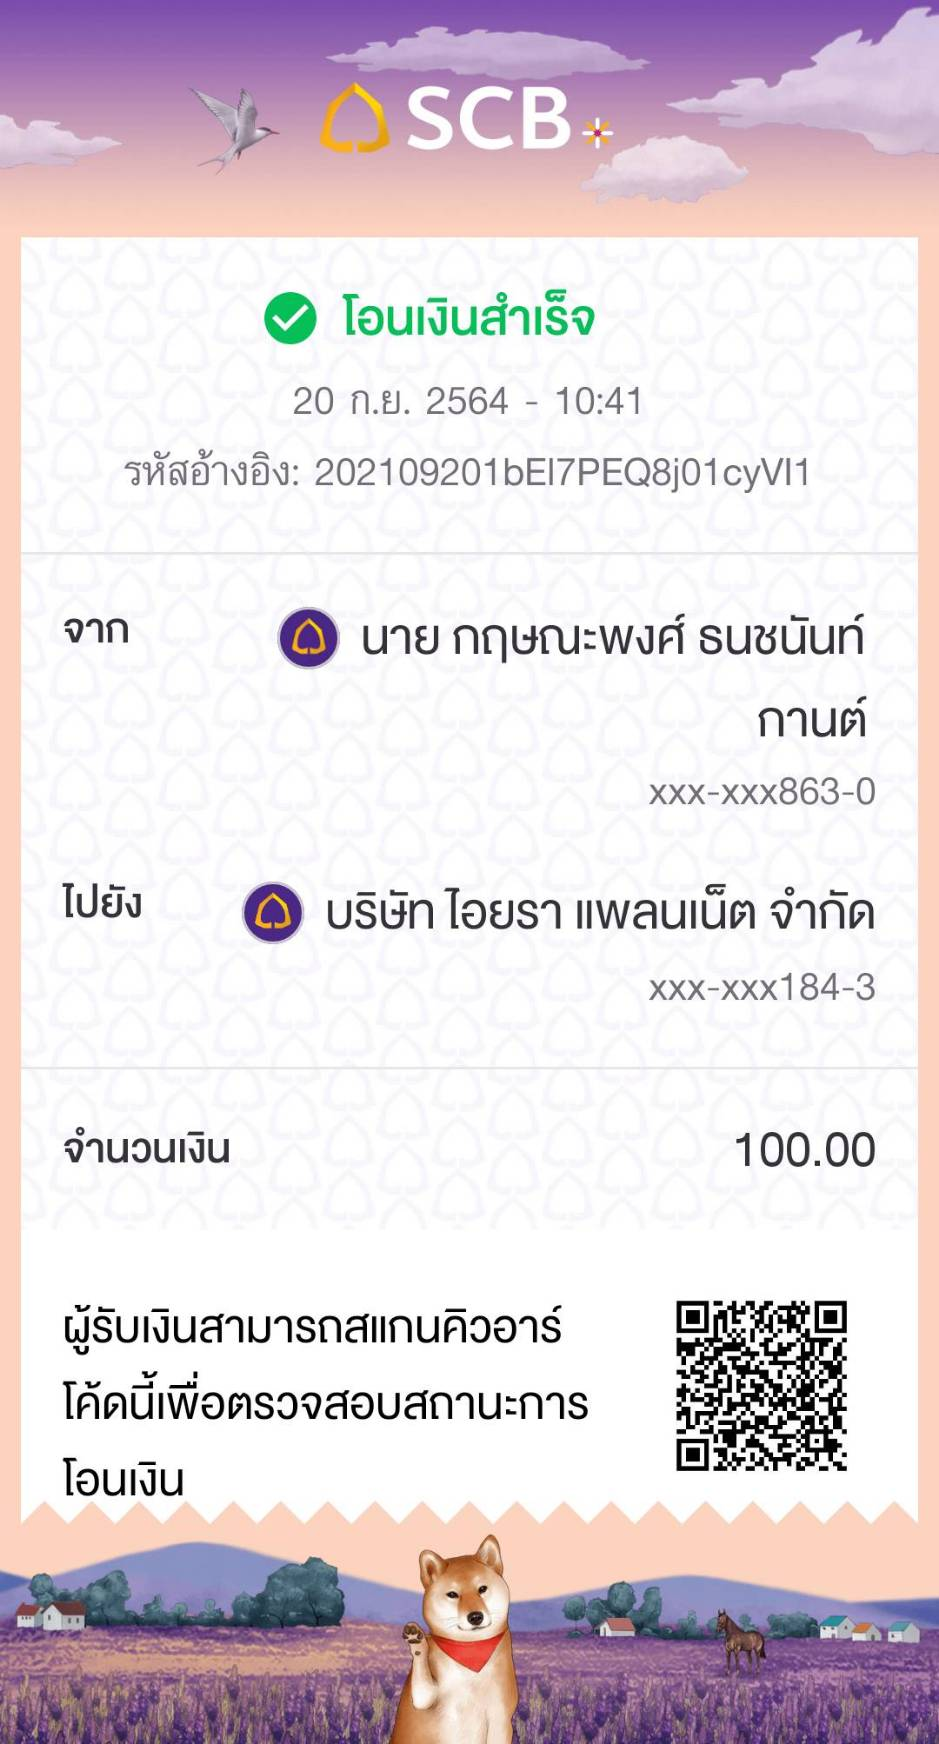 SCB
โอนเงินสำเร็จ
20 ก.ย. 2564 - 10:41
รหัสอ้างอิง: 202109201bEl7PEQ8j01cyVI1
จาก
นาย กฤษณะพงศ์ ธนชนันท์
กานต์
xxx-xxx863-0
ไปยัง
บริษัท ไอยรา แพลนเน็ต จำกัด
xxx-xxx184-3
จำนวนเงิน 100.00
ผู้รับเงินสามารถสแกนคิวอาร์
โค้ดนี้เพื่อตรวจสอบสถานะการ
โอนเงิน